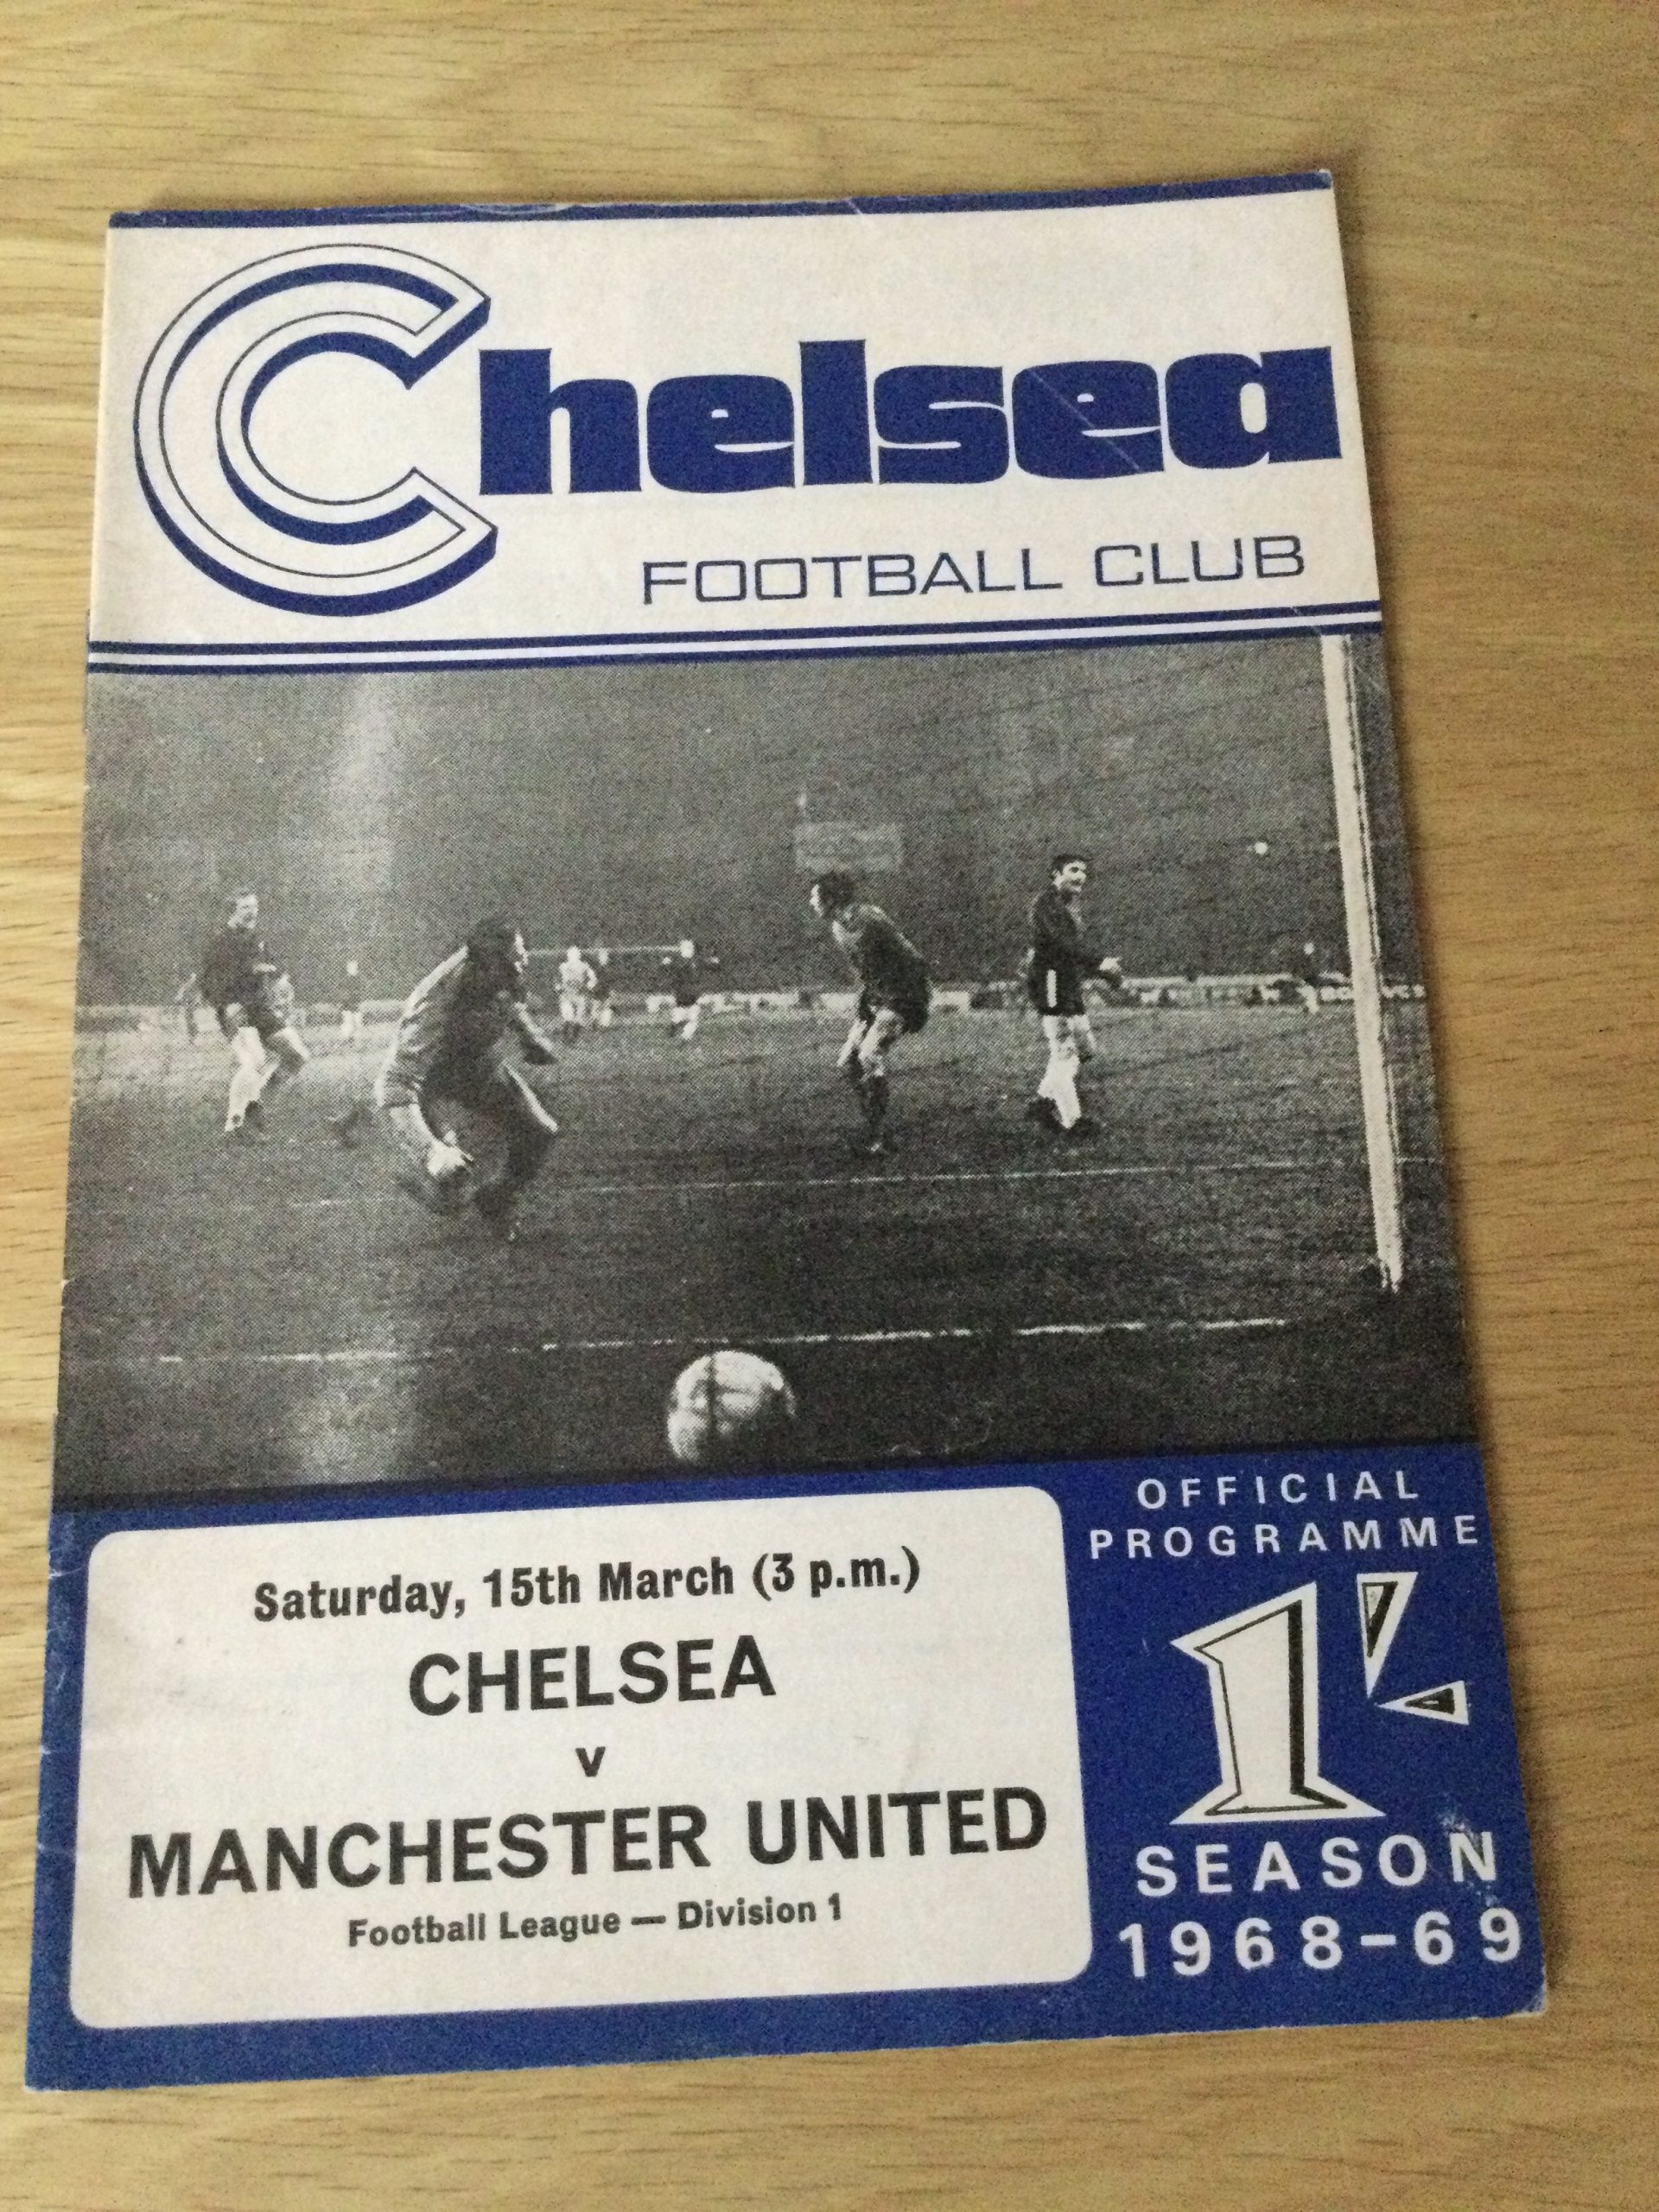 Chelsea
FOOTBALL CLUB
OFFICIAL
PROGRAMME
1/-
SEASON
1968-69
Saturday, 15th March (3 p.m.)
CHELSEA
v
MANCHESTER UNITED
Football League — Division 1